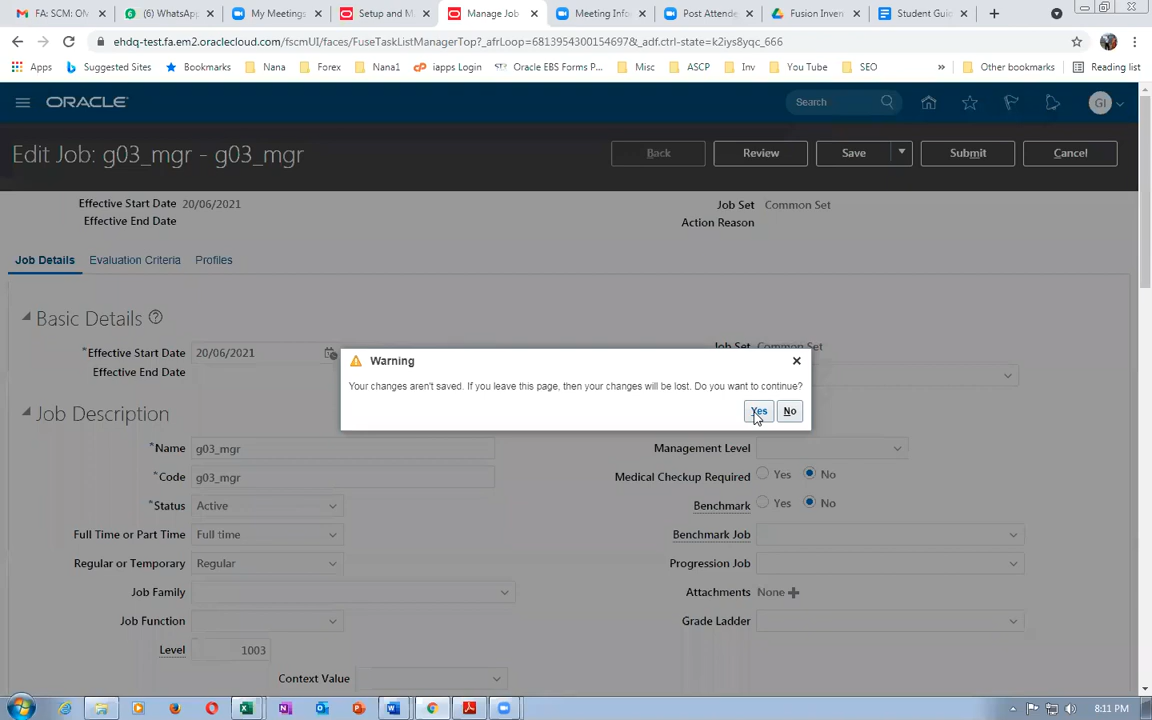 FA: SCM: OM
(6) WhatsApp
My Meetings
Setup and M
Manage Job
Meeting Info
Post Attende
Fusion Inven
Student Guid
ehdq-test.fa.em2.oraclecloud.com/fscmUI/faces/FuseTaskListManagerTop?_afrLoop=6813954300154697&_adf.ctrl-state=k2iys8yqc_666
Apps
Suggested Sites
Bookmarks
Nana
Forex
Nana1
iapps Login
Oracle EBS Forms P...
Misc
ASCP
Inv
You Tube
SEO
»
Other bookmarks
Reading list
ORACLE
Search
GI
Edit Job: g03_mgr - g03_mgr
Back
Review
Save
Submit
Cancel
Effective Start Date 20/06/2021
Job Set Common Set
Effective End Date
Action Reason
Job Details
Evaluation Criteria
Profiles
Basic Details
*Effective Start Date 20/06/2021
Job Set Common Set
Effective End Date
Warning
Your changes aren't saved. If you leave this page, then your changes will be lost. Do you want to continue?
Yes
No
Job Description
*Name g03_mgr
Management Level
*Code g03_mgr
Medical Checkup Required Yes No
*Status Active
Benchmark Yes No
Full Time or Part Time Full time
Benchmark Job
Regular or Temporary Regular
Progression Job
Job Family
Attachments None
Job Function
Grade Ladder
Level 1003
Context Value
8:11 PM